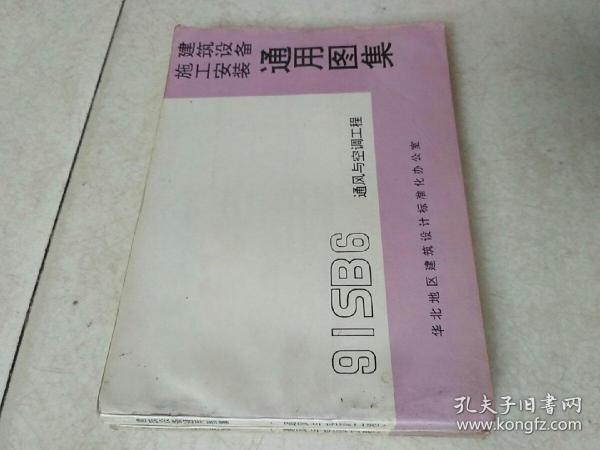 建筑设备
施工安装
通用图集
91SB6
通风与空调工程
华北地区建筑设计标准化办公室
孔夫子旧书网
www.kongfz.com